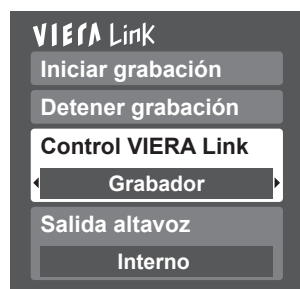 VIERA Link
Iniciar grabación
Detener grabación
Control VIERA Link
Grabador
Salida altavoz
Interno